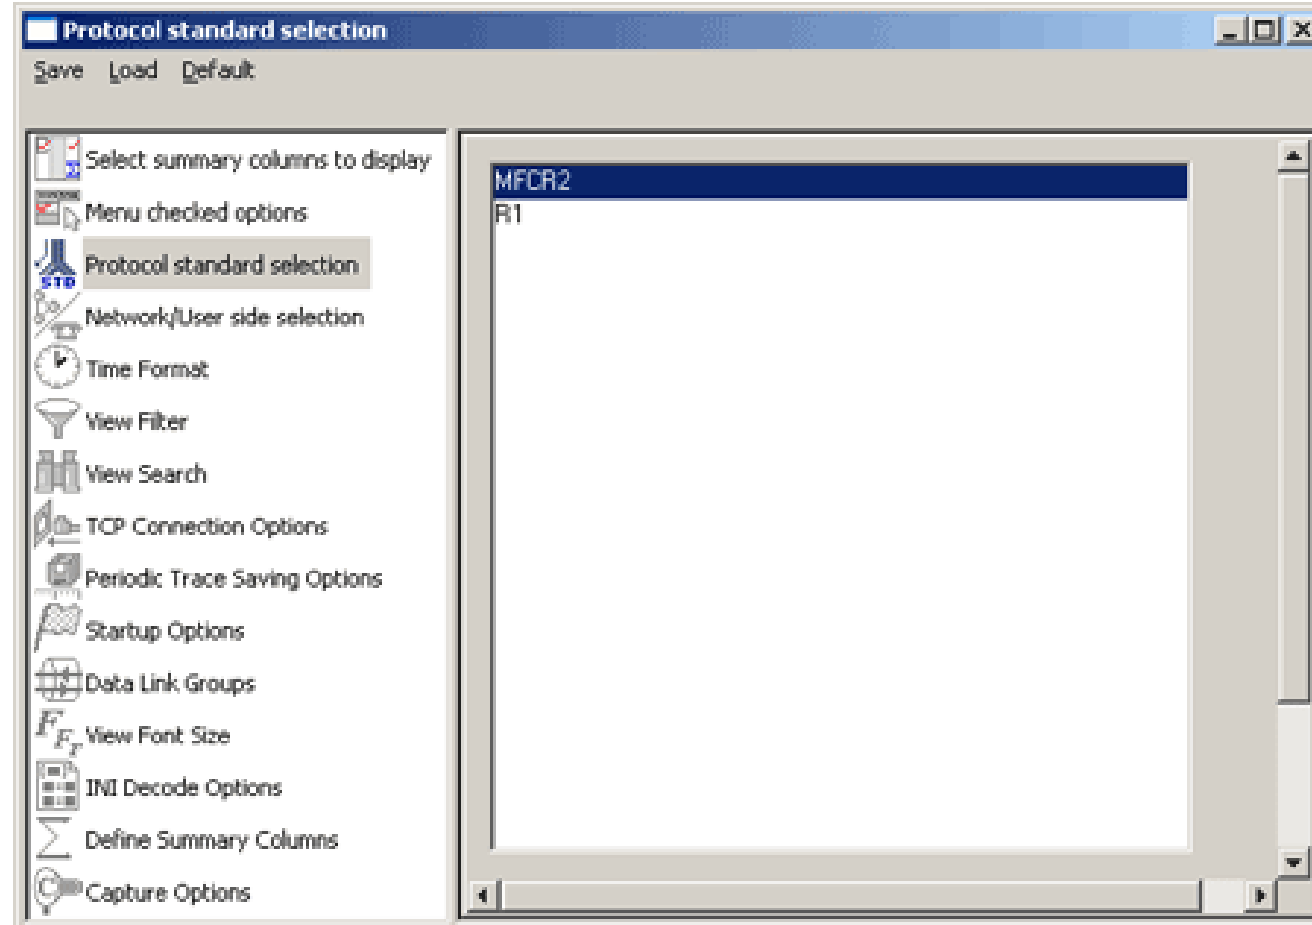 Protocol standard selection
Save Load Default
Select summary columns to display
Menu checked options
STD
Protocol standard selection
Network/User side selection
Time Format
View Filter
View Search
TCP Connection Options
Periodic Trace Saving Options
Startup Options
Data Link Groups
View Font Size
INI Decode Options
Define Summary Columns
Capture Options
MFCR2
R1